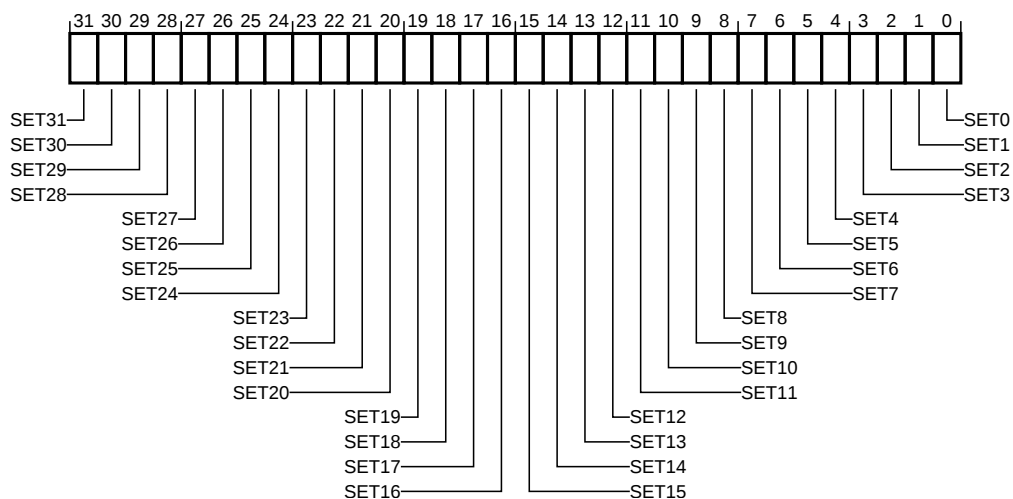 31 30 29 28 27 26 25 24 23 22 21 20 19 18 17 16 15 14 13 12 11 10 9 8 7 6 5 4 3 2 1 0
SET31 SET0
SET30 SET1
SET29 SET2
SET28 SET3
SET27 SET4
SET26 SET5
SET25 SET6
SET24 SET7
SET23 SET8
SET22 SET9
SET21 SET10
SET20 SET11
SET19 SET12
SET18 SET13
SET17 SET14
SET16 SET15